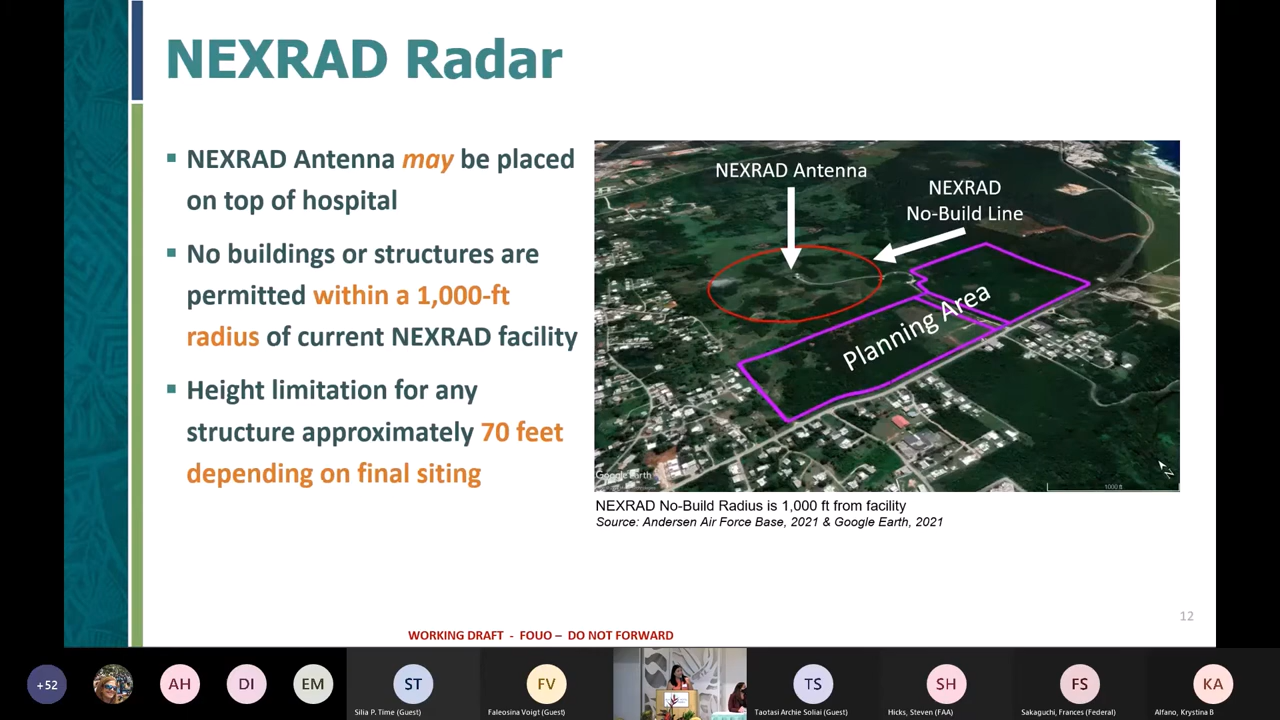 NEXRAD Radar
▪ NEXRAD Antenna may be placed
on top of hospital
▪ No buildings or structures are
permitted within a 1,000-ft
radius of current NEXRAD facility
▪ Height limitation for any
structure approximately 70 feet
depending on final siting
NEXRAD Antenna
NEXRAD
No-Build Line
Planning Area
Google Earth
N
1000 ft
NEXRAD No-Build Radius is 1,000 ft from facility
Source: Andersen Air Force Base, 2021 & Google Earth, 2021
12
WORKING DRAFT - FOUO – DO NOT FORWARD
+52
AH
DI
EM
ST
Silia P. Time (Guest)
FV
Faleosina Voigt (Guest)
TS
Taotasi Archie Soliai (Guest)
SH
Hicks, Steven (FAA)
FS
Sakaguchi, Frances (Federal)
KA
Alfano, Krystina B